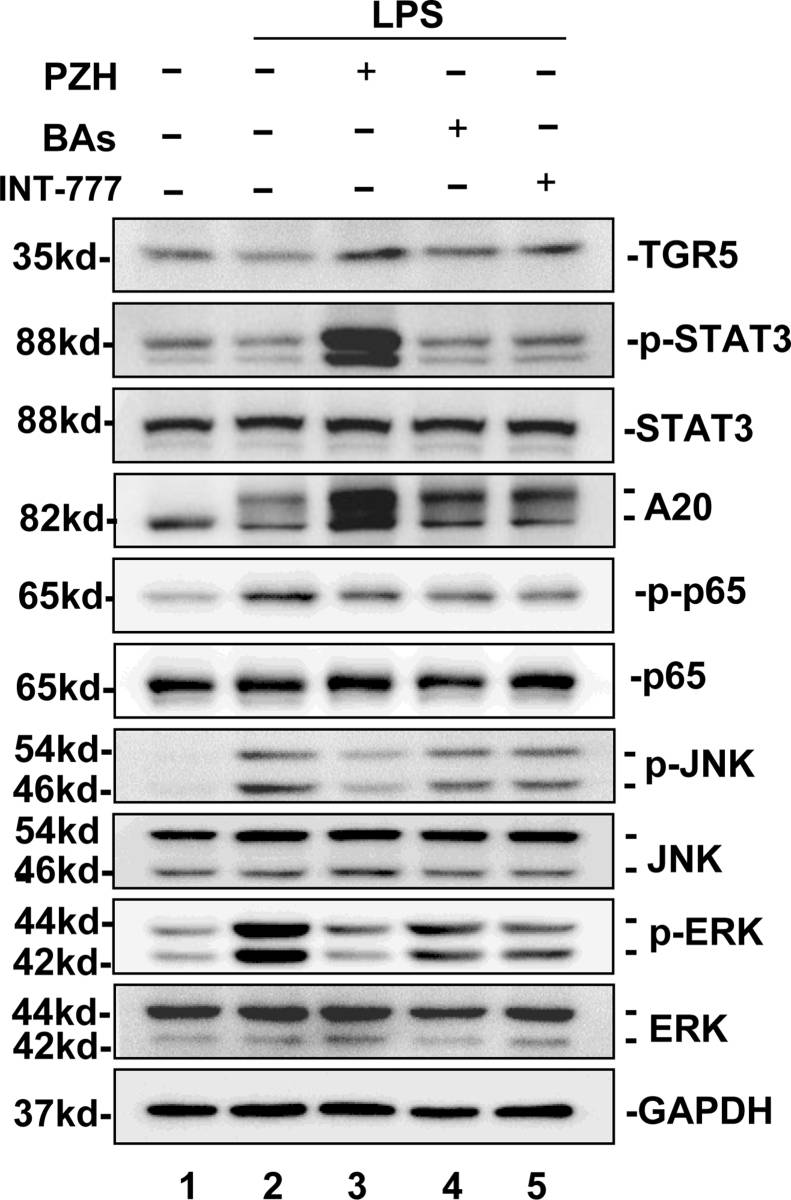 LPS
PZH - - + - -
BAs - - - + -
INT-777 - - - - +
35kd- -TGR5
88kd- -p-STAT3
88kd- -STAT3
82kd- - - A20
65kd- -p-p65
65kd- -p65
54kd- -
46kd- - p-JNK
54kd -
46kd- JNK
44kd- -
42kd- - p-ERK
44kd- -
42kd- - ERK
37kd- -GAPDH
1 2 3 4 5